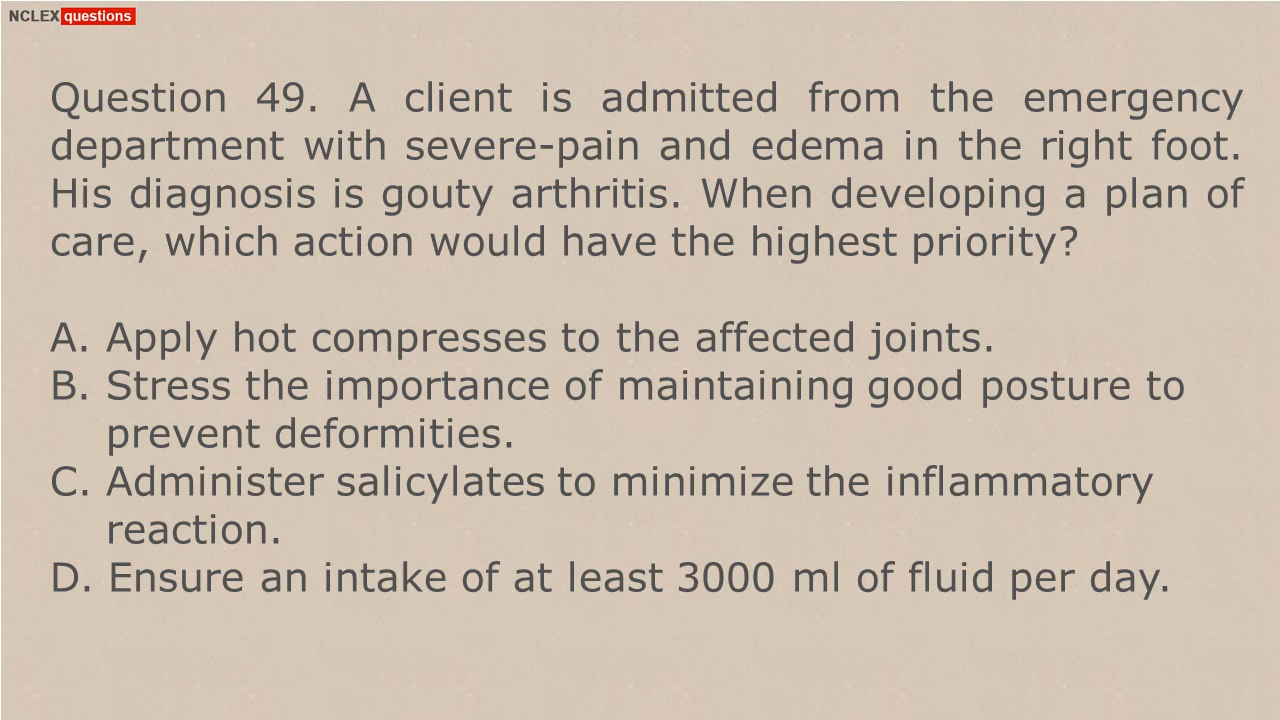 NCLEX questions
Question 49. A client is admitted from the emergency
department with severe-pain and edema in the right foot.
His diagnosis is gouty arthritis. When developing a plan of
care, which action would have the highest priority?
A. Apply hot compresses to the affected joints.
B. Stress the importance of maintaining good posture to
prevent deformities.
C. Administer salicylates to minimize the inflammatory
reaction.
D. Ensure an intake of at least 3000 ml of fluid per day.